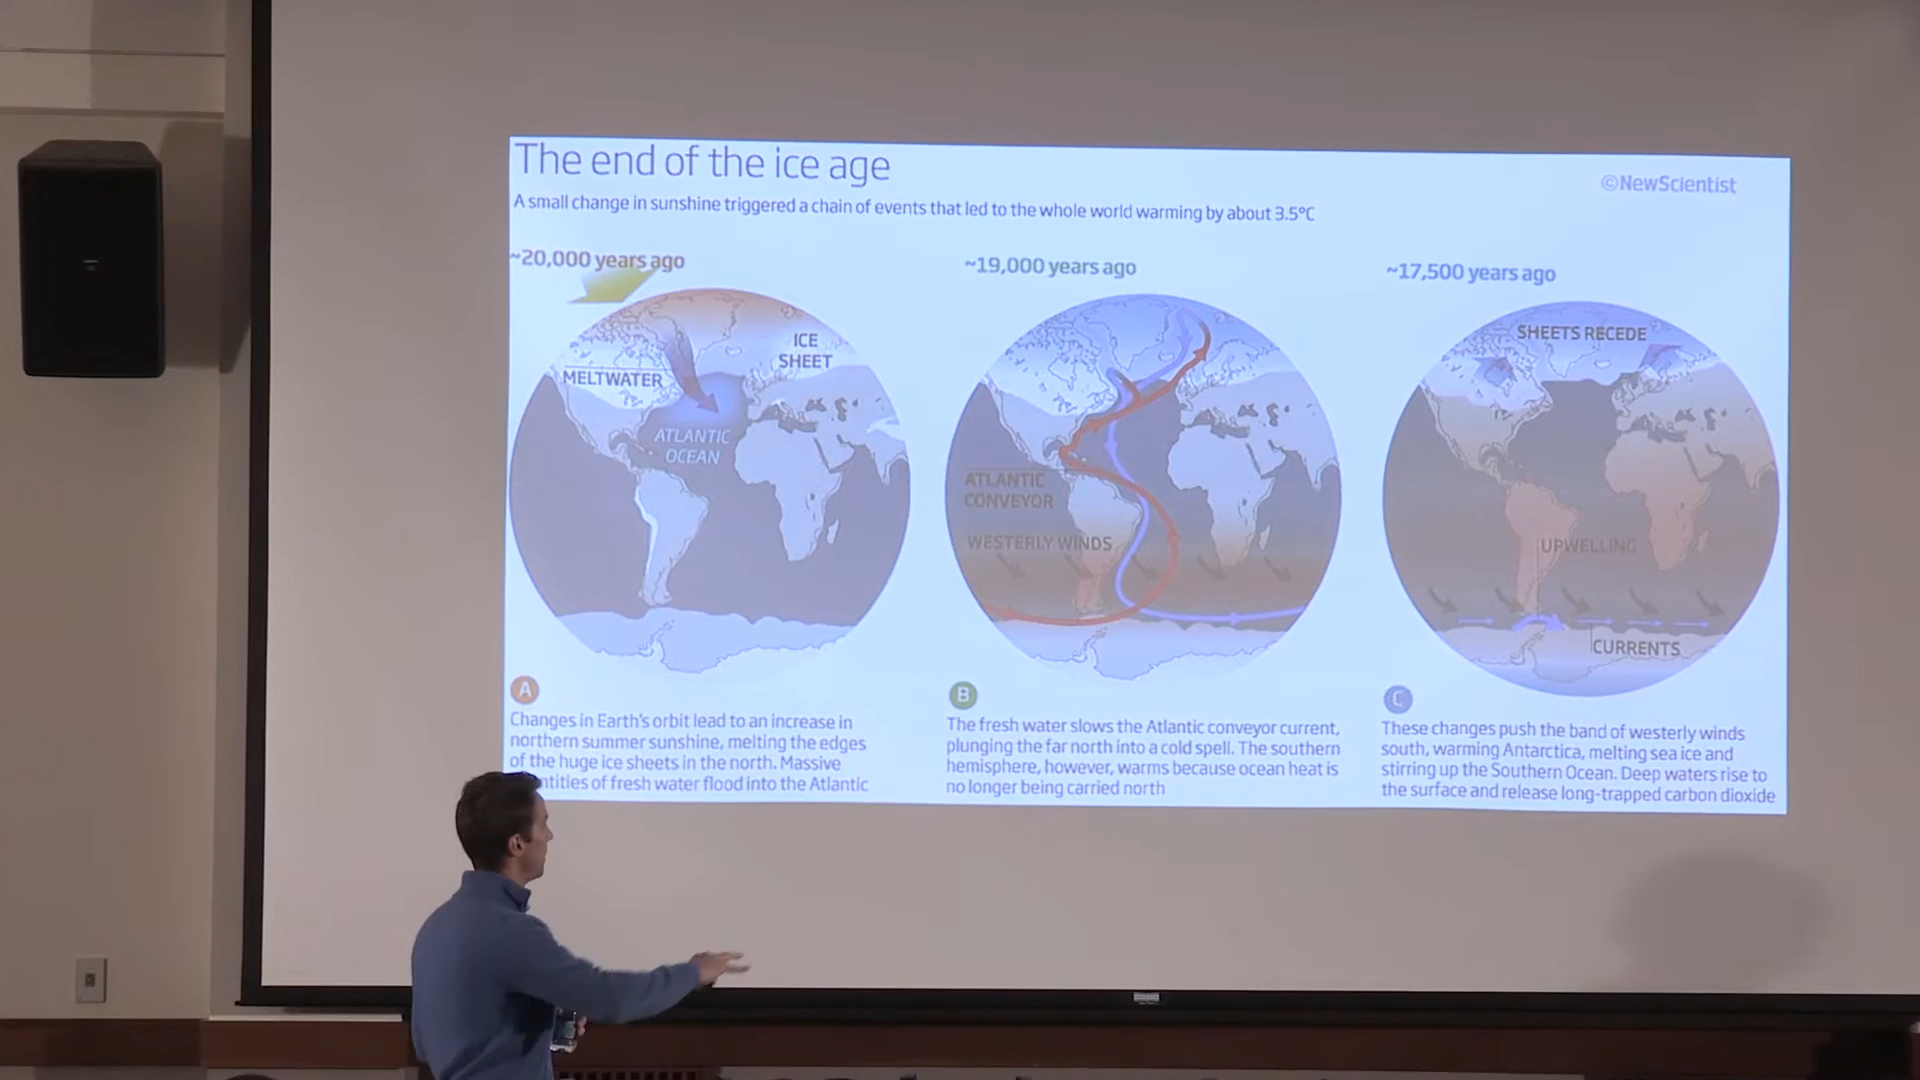 The end of the ice age
©NewScientist
A small change in sunshine triggered a chain of events that led to the whole world warming by about 3.5°C
~20,000 years ago
ICE
SHEET
MELTWATER
ATLANTIC
OCEAN
A
Changes in Earth's orbit lead to an increase in
northern summer sunshine, melting the edges
of the huge ice sheets in the north. Massive
ntities of fresh water flood into the Atlantic
~19,000 years ago
ATLANTIC
CONVEYOR
WESTERLY WINDS
B
The fresh water slows the Atlantic conveyor current,
plunging the far north into a cold spell. The southern
hemisphere, however, warms because ocean heat is
no longer being carried north
~17,500 years ago
SHEETS RECEDE
UPWELLING
CURRENTS
C
These changes push the band of westerly winds
south, warming Antarctica, melting sea ice and
stirring up the Southern Ocean. Deep waters rise to
the surface and release long-trapped carbon dioxide